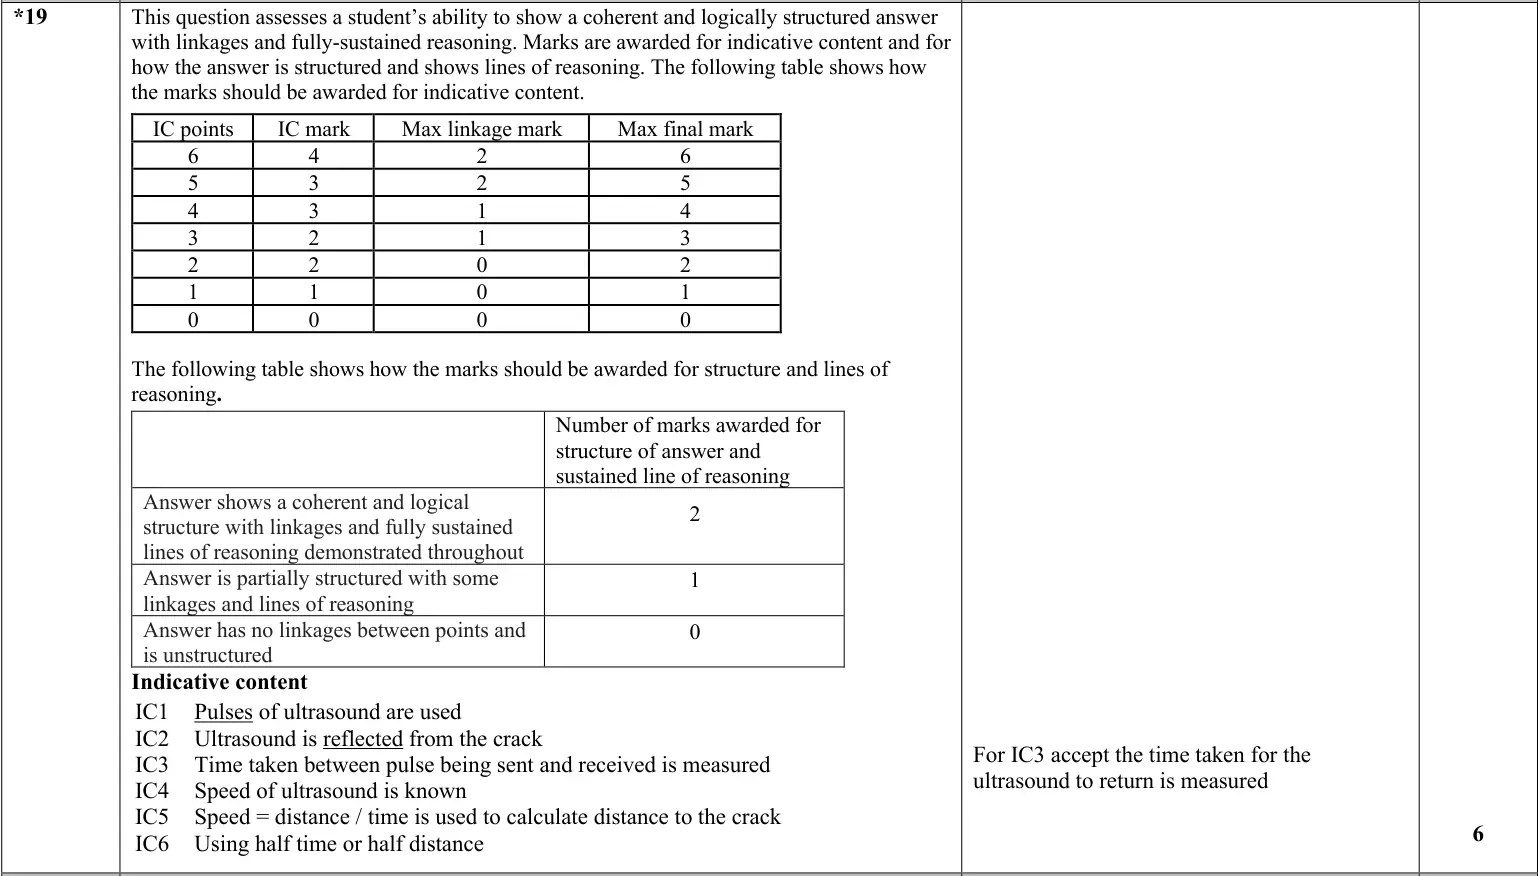 *19
This question assesses a student’s ability to show a coherent and logically structured answer
with linkages and fully-sustained reasoning. Marks are awarded for indicative content and for
how the answer is structured and shows lines of reasoning. The following table shows how
the marks should be awarded for indicative content.
IC points IC mark Max linkage mark Max final mark
6 4 2 6
5 3 2 5
4 3 1 4
3 2 1 3
2 2 0 2
1 1 0 1
0 0 0 0
The following table shows how the marks should be awarded for structure and lines of
reasoning.
Number of marks awarded for
structure of answer and
sustained line of reasoning
Answer shows a coherent and logical
structure with linkages and fully sustained
lines of reasoning demonstrated throughout
2
Answer is partially structured with some
linkages and lines of reasoning
1
Answer has no linkages between points and
is unstructured
0
Indicative content
IC1 Pulses of ultrasound are used
IC2 Ultrasound is reflected from the crack
IC3 Time taken between pulse being sent and received is measured
IC4 Speed of ultrasound is known
IC5 Speed = distance / time is used to calculate distance to the crack
IC6 Using half time or half distance
For IC3 accept the time taken for the
ultrasound to return is measured
6